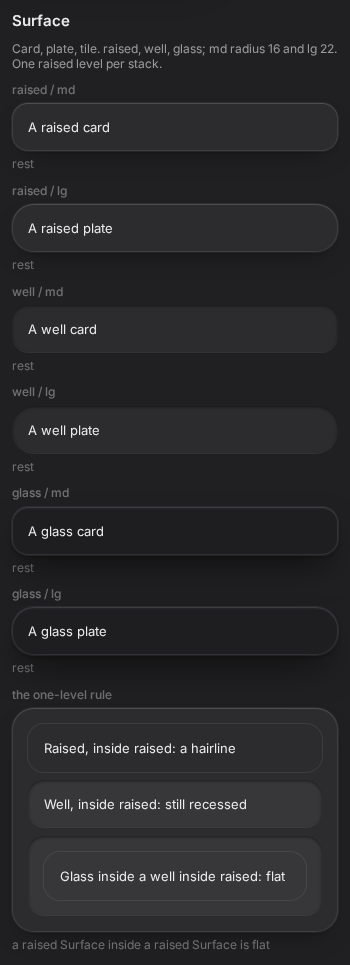 Surface
Card, plate, tile. raised, well, glass; md radius 16 and lg 22.
One raised level per stack.
raised / md
A raised card
rest
raised / lg
A raised plate
rest
well / md
A well card
rest
well / lg
A well plate
rest
glass / md
A glass card
rest
glass / lg
A glass plate
rest
the one-level rule
Raised, inside raised: a hairline
Well, inside raised: still recessed
Glass inside a well inside raised: flat
a raised Surface inside a raised Surface is flat